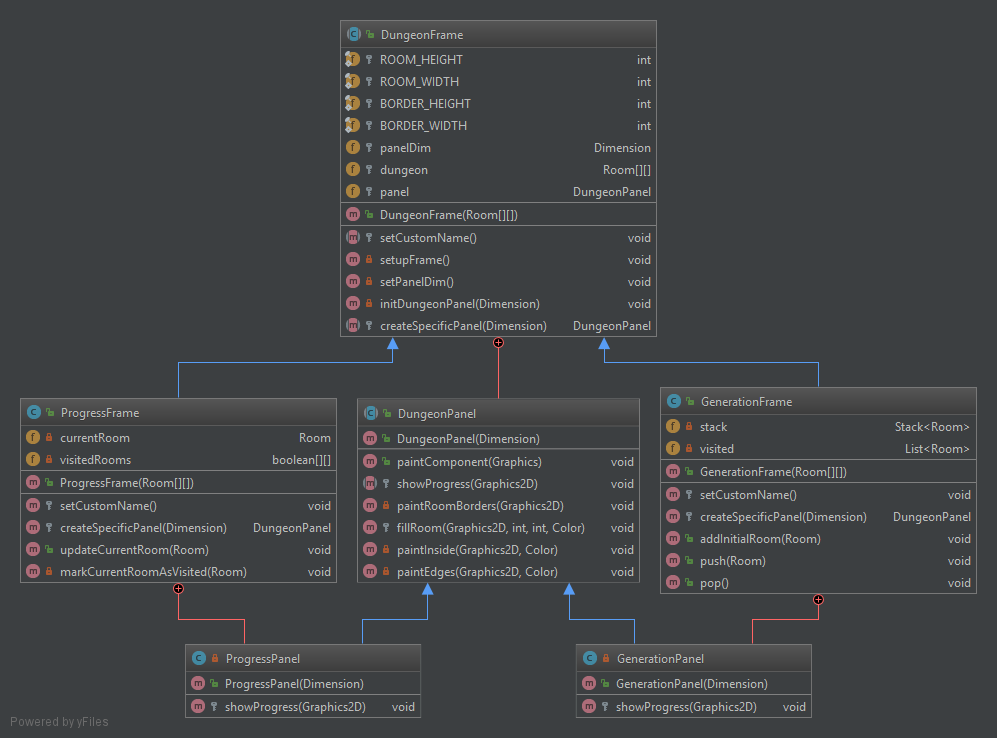 DungeonFrame
ROOM_HEIGHT int
ROOM_WIDTH int
BORDER_HEIGHT int
BORDER_WIDTH int
panelDim Dimension
dungeon Room[][]
panel DungeonPanel
DungeonFrame(Room[][])
setCustomName() void
setupFrame() void
setPanelDim() void
initDungeonPanel(Dimension) void
createSpecificPanel(Dimension) DungeonPanel
ProgressFrame
currentRoom Room
visitedRooms boolean[][]
ProgressFrame(Room[][])
setCustomName() void
createSpecificPanel(Dimension) DungeonPanel
updateCurrentRoom(Room) void
markCurrentRoomAsVisited(Room) void
DungeonPanel
DungeonPanel(Dimension)
paintComponent(Graphics) void
showProgress(Graphics2D) void
paintRoomBorders(Graphics2D) void
fillRoom(Graphics2D, int, int, Color) void
paintInside(Graphics2D, Color) void
paintEdges(Graphics2D, Color) void
GenerationFrame
stack Stack<Room>
visited List<Room>
GenerationFrame(Room[][])
setCustomName() void
createSpecificPanel(Dimension) DungeonPanel
addInitialRoom(Room) void
push(Room) void
pop() void
ProgressPanel
ProgressPanel(Dimension)
showProgress(Graphics2D) void
GenerationPanel
GenerationPanel(Dimension)
showProgress(Graphics2D) void
Powered by yFiles